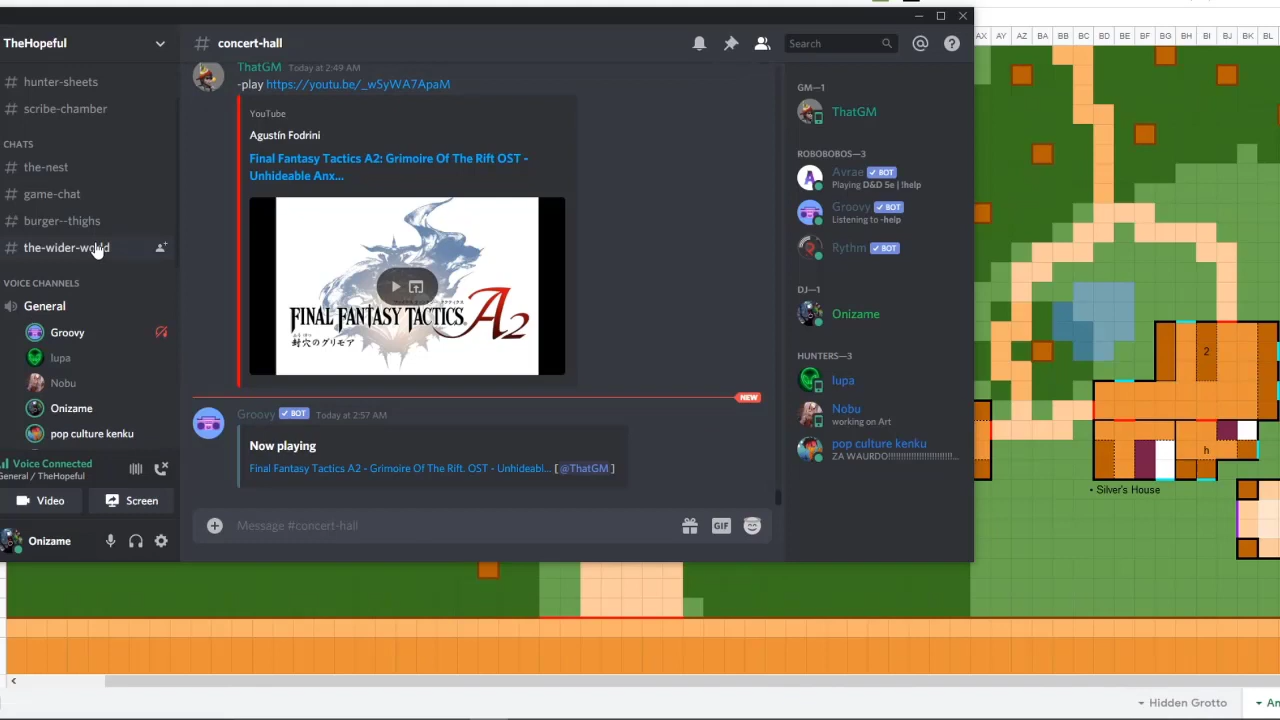 TheHopeful
hunter-sheets
scribe-chamber
CHATS
the-nest
game-chat
burger--thighs
the-wider-world
VOICE CHANNELS
General
Groovy
lupa
Nobu
Onizame
pop culture kenku
Voice Connected
General / TheHopeful
Video
Screen
Onizame
# concert-hall
Search
ThatGM Today at 2:49 AM
-play https://youtu.be/_wSyWA7ApaM
YouTube
Agustín Fodrini
Final Fantasy Tactics A2: Grimoire Of The Rift OST -
Unhideable Anx...
FINAL FANTASY TACTICS A2
封穴のグリモア
NEW
Groovy BOT Today at 2:57 AM
Now playing
Final Fantasy Tactics A2 - Grimoire Of The Rift. OST - Unhideabl... [ @ThatGM ]
Message #concert-hall
GIF
GM—1
ThatGM
ROBOBOBOS—3
Avrae BOT
Playing D&D 5e | !help
Groovy BOT
Listening to -help
Rythm BOT
DJ—1
Onizame
HUNTERS—3
lupa
Nobu
working on Art
pop culture kenku
ZA WAURDO!!!!!!!!!!!!!!!!!!!!!!!!!!...
AX AY AZ BA BB BC BD BE BF BG BH BI BJ BK BL
2
h
• Silver's House
Hidden Grotto